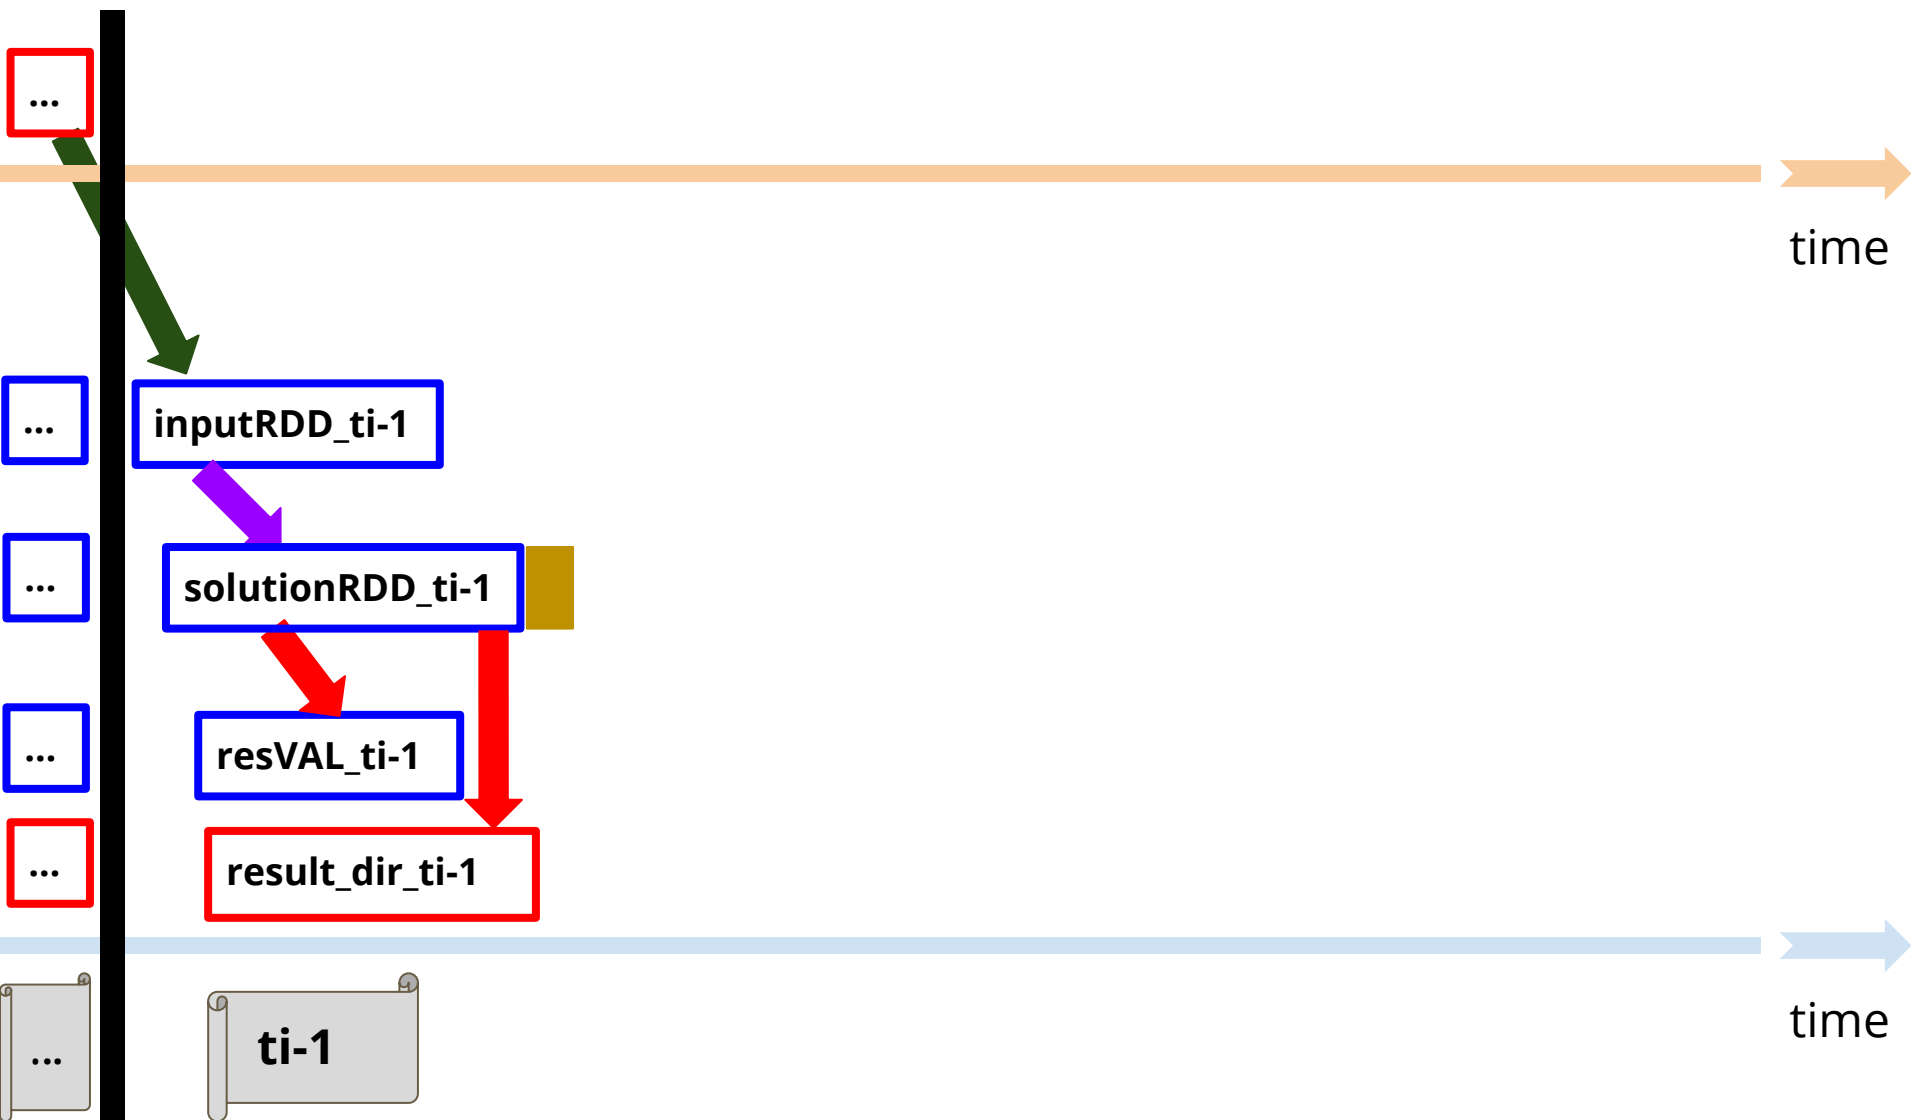 ...
time
... inputRDD_ti-1
... solutionRDD_ti-1
... resVAL_ti-1
... result_dir_ti-1
time
... ti-1